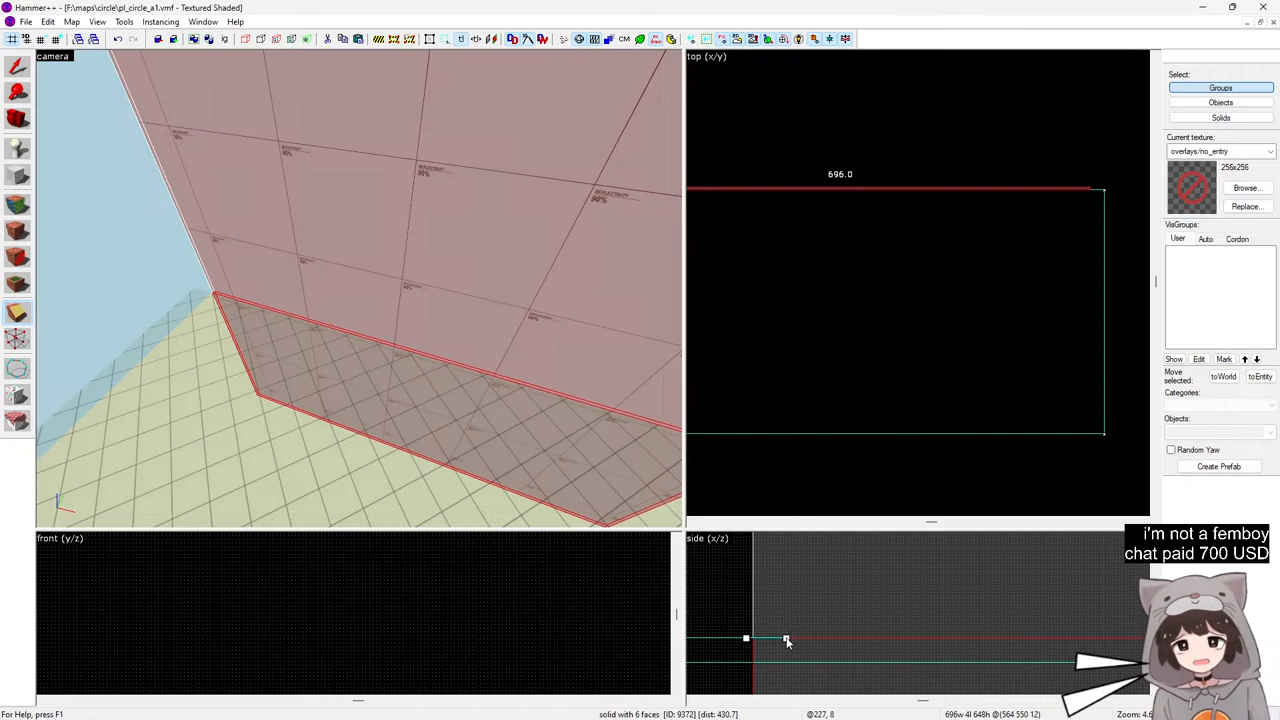 Hammer++ - [F:\maps\circle\pl_circle_a1.vmf - Textured Shaded]
File Edit Map View Tools Instancing Window Help
camera
top (x/y)
696.0
Select:
Groups
Objects
Solids
Current texture:
overlays/no_entry
256x256
Browse...
Replace...
VisGroups:
User Auto Cordon
Show Edit Mark
Move selected:
toWorld
toEntity
Categories:
Objects:
Random Yaw
Create Prefab
REFLECTIVITY
90%
front (y/z)
side (x/z)
i'm not a femboy
chat paid 700 USD
For Help, press F1
solid with 6 faces [ID: 9372] [dist: 430.7]
@227, 8
696w 4l 648h @(564 550 12)